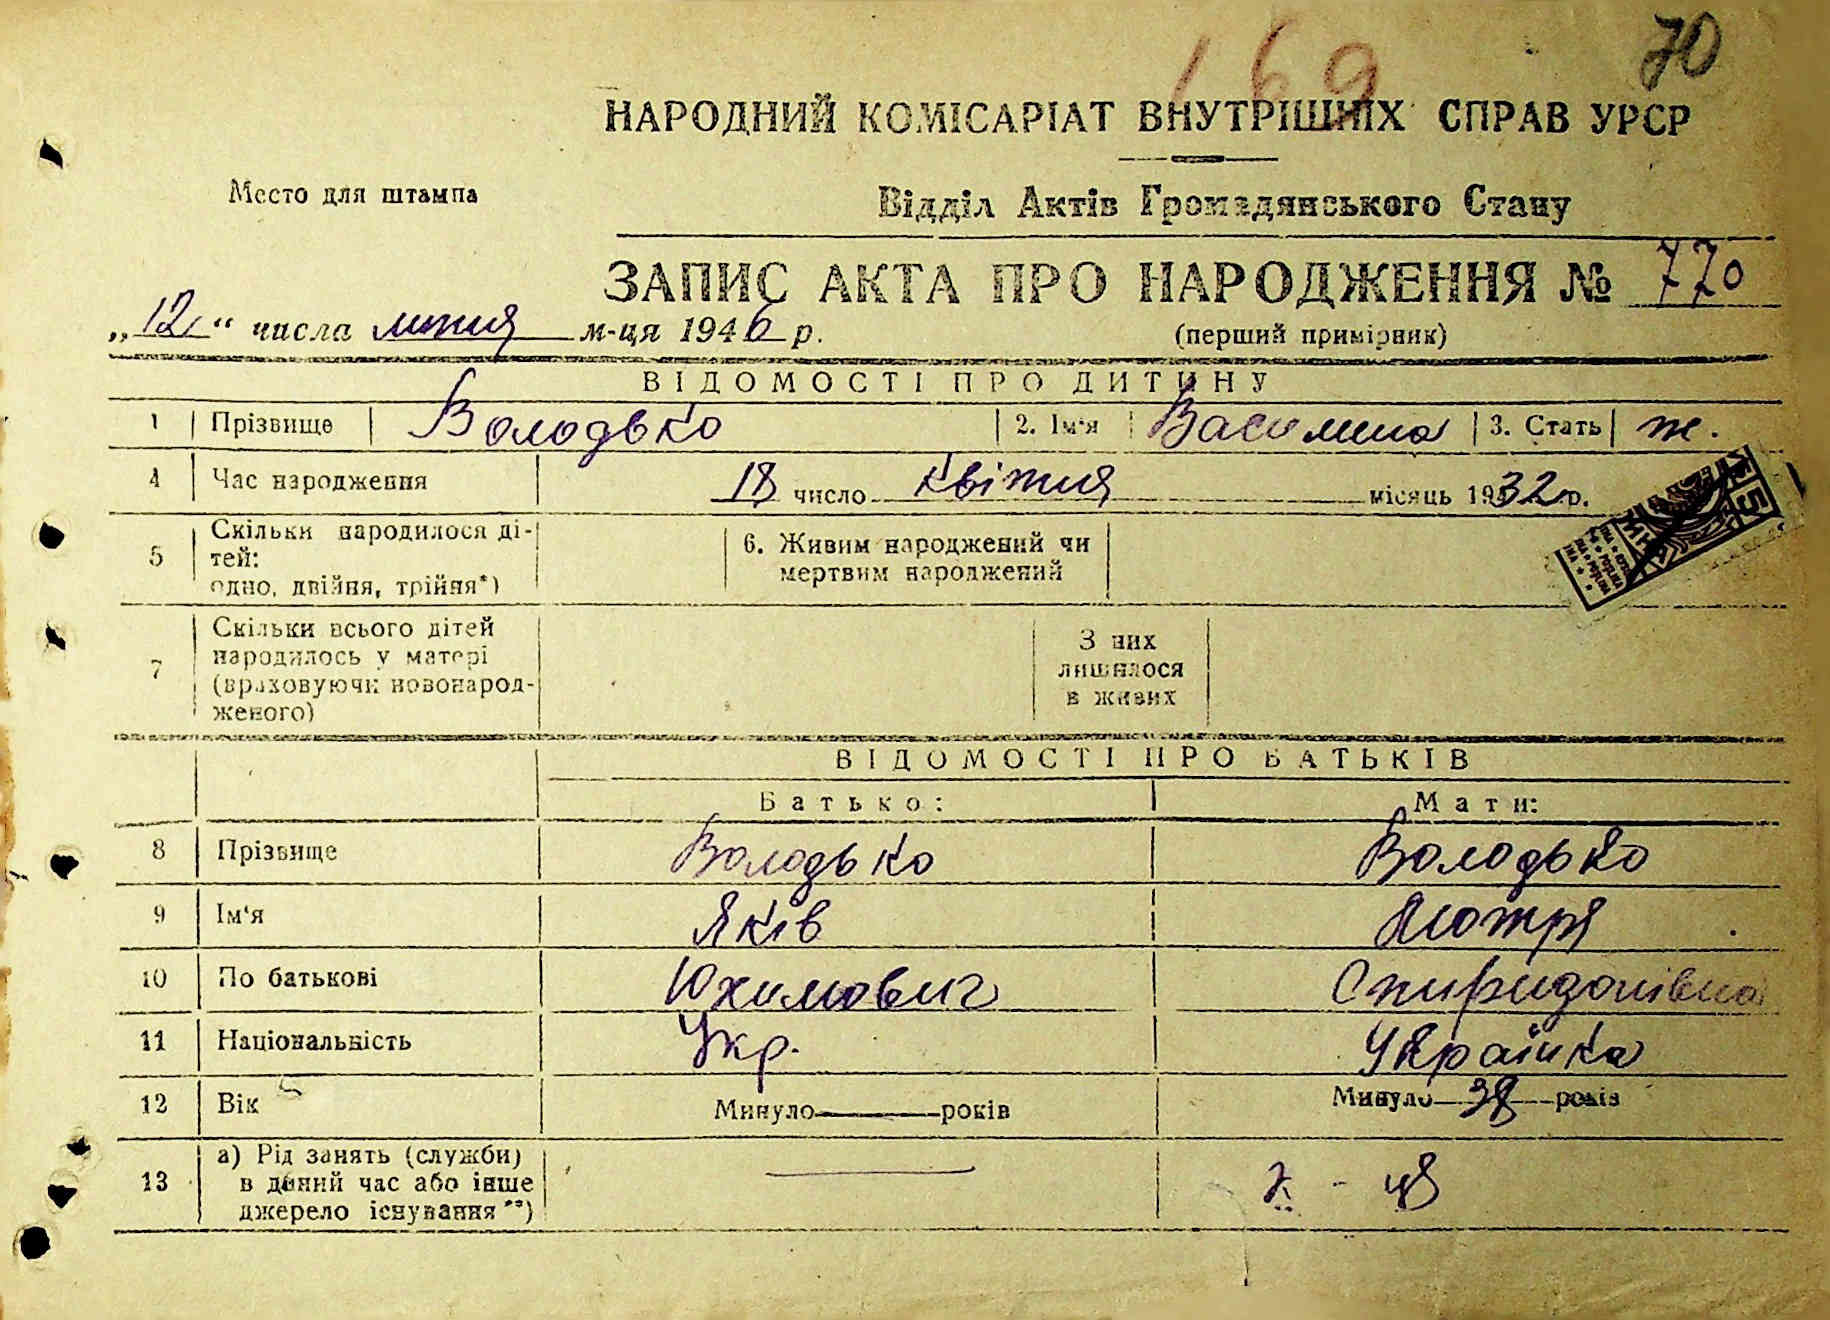 169 70
НАРОДНИЙ КОМІСАРІАТ ВНУТРІШНІХ СПРАВ УРСР
Место для штампа
Відділ Актів Громадянського Стану
ЗАПИС АКТА ПРО НАРОДЖЕННЯ № 770
„12“ числа липня м-ця 1946 р.
(перший примірник)
ВІДОМОСТІ ПРО ДИТИНУ
1 Прізвище Володько 2. Ім'я Василина 3. Стать ж.
4 Час народження 18 число квітня місяць 1932 р.
5 Скільки народилося ді-
тей:
одно, двійня, трійня*)
6. Живим народжений чи
мертвим народжений
7 Скільки всього дітей
народилось у матері
(враховуючи новонарод-
женого)
З них
лишилося
в живих
ВІДОМОСТІ ПРО БАТЬКІВ
Батько: Мати:
8 Прізвище Володько Володько
9 Ім'я Яків Мотря
10 По батькові Юхимович Спиридонівна
11 Національність Укр. Українка
12 Вік Минуло — років Минуло 38 років
13 а) Рід занять (служби)
в даний час або інше
джерело існування**)